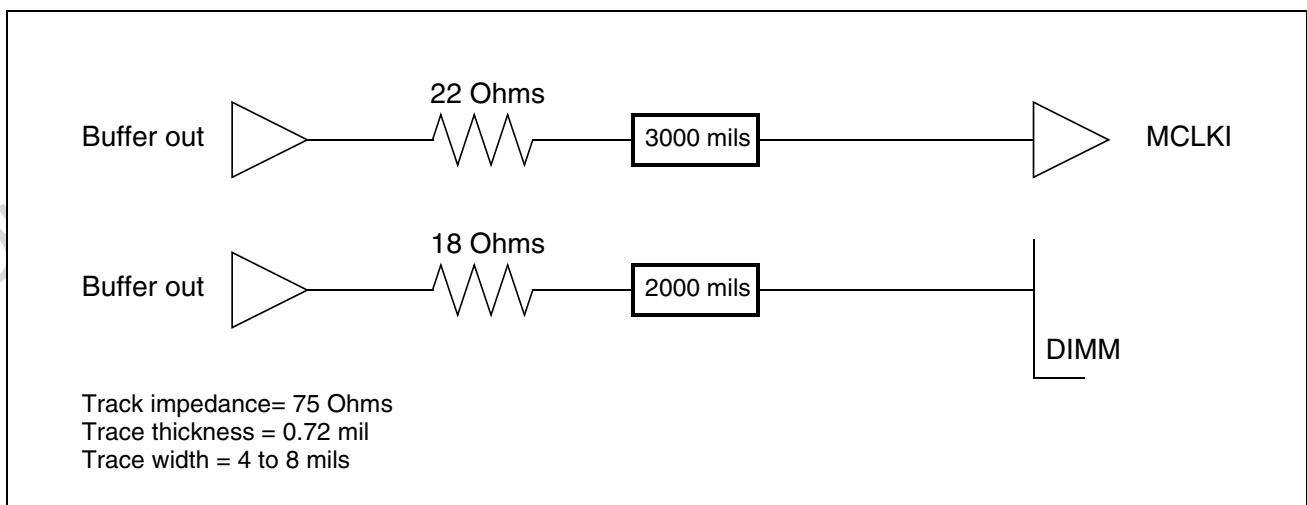 22 Ohms
Buffer out 3000 mils MCLKI
18 Ohms
Buffer out 2000 mils
DIMM
Track impedance= 75 Ohms
Trace thickness = 0.72 mil
Trace width = 4 to 8 mils